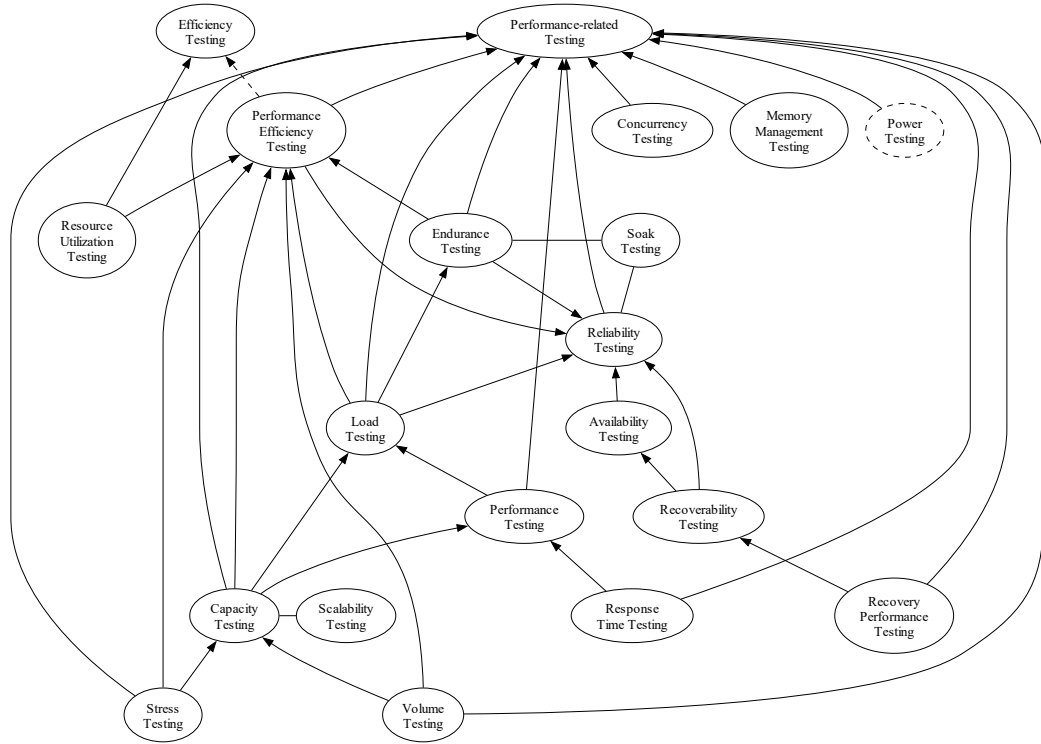 Efficiency
Testing
Performance-related
Testing
Performance
Efficiency
Testing
Concurrency
Testing
Memory
Management
Testing
Power
Testing
Resource
Utilization
Testing
Endurance
Testing
Soak
Testing
Reliability
Testing
Load
Testing
Availability
Testing
Performance
Testing
Recoverability
Testing
Capacity
Testing
Scalability
Testing
Response
Time Testing
Recovery
Performance
Testing
Stress
Testing
Volume
Testing